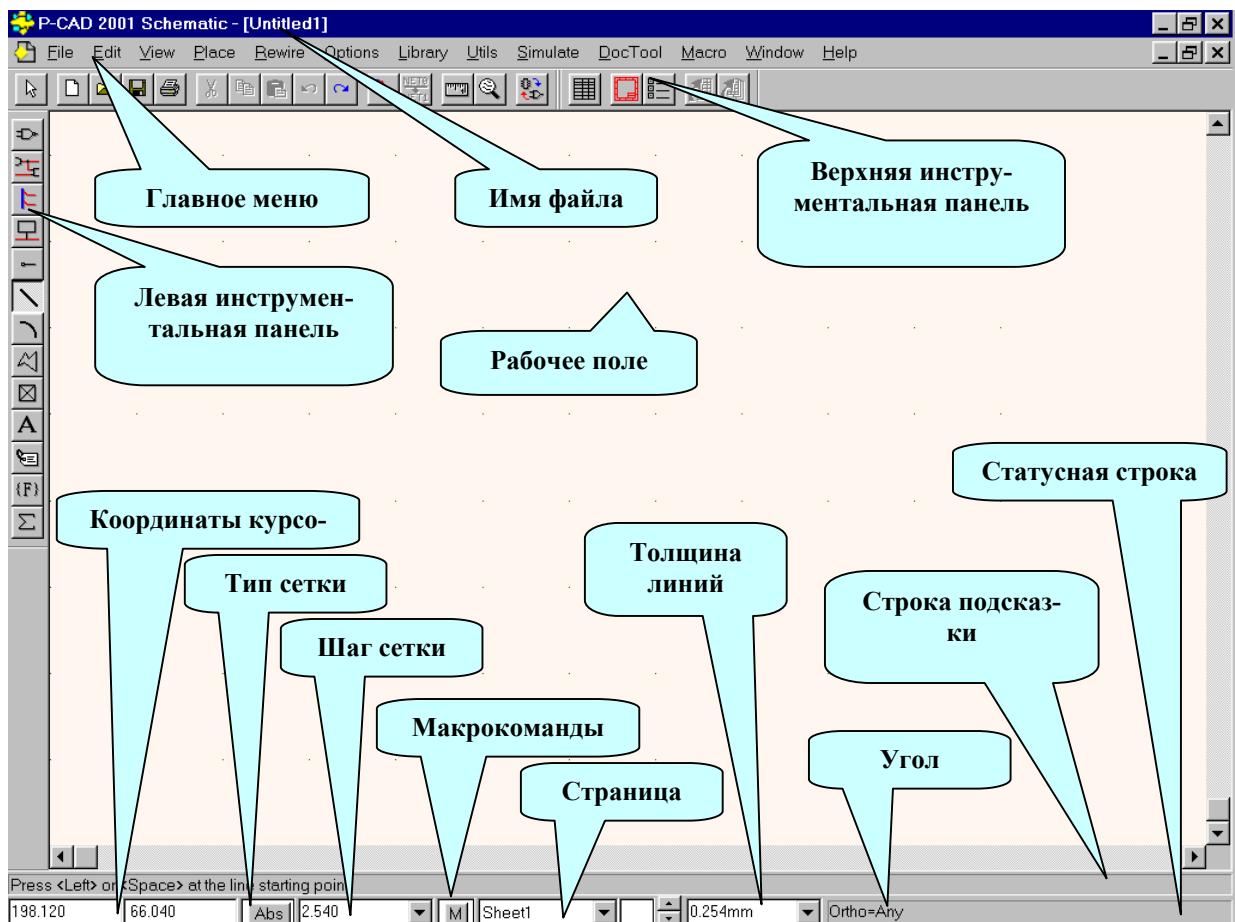 P-CAD 2001 Schematic - [Untitled1]
File Edit View Place Rewire Options Library Utils Simulate DocTool Macro Window Help
Главное меню
Имя файла
Верхняя инстру-
ментальная панель
Левая инструмен-
тальная панель
Рабочее поле
A
{F}
Σ
Статусная строка
Координаты курсо-
Толщина
линий
Тип сетки
Строка подсказ-
ки
Шаг сетки
Макрокоманды
Угол
Страница
Press <Left> or <Space> at the line starting poin
198.120 66.040 Abs 2.540 M Sheet1 0.254mm Ortho=Any